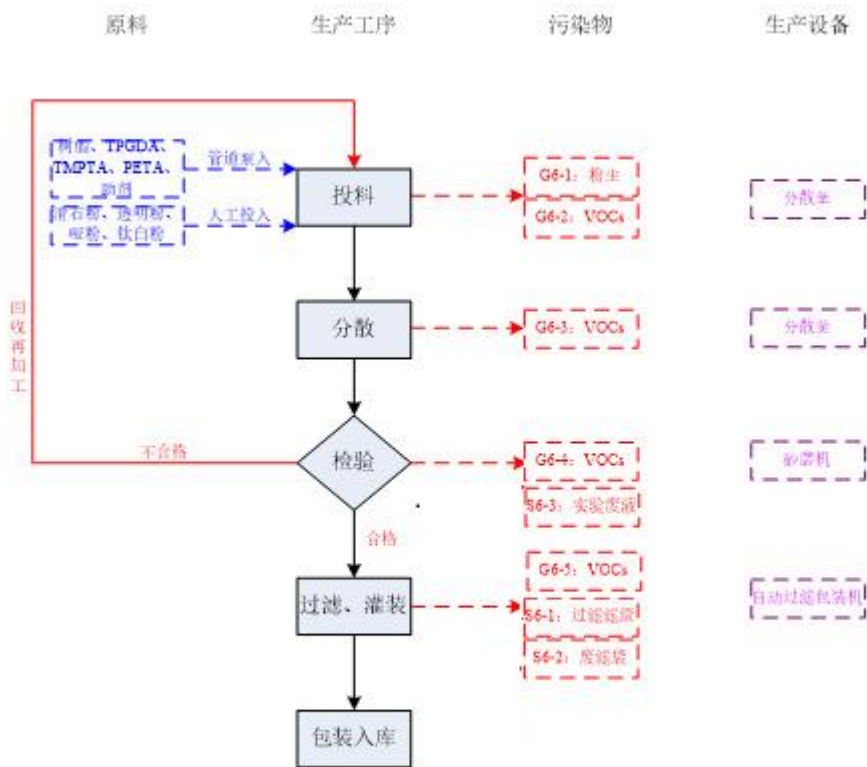 原料 生产工序 污染物 生产设备
树脂、TPGDA、
TMPTA、PETA、
助剂
管道泵入
滑石粉、透明粉、
哑粉、钛白粉
人工投入
投料
G6-1：粉尘
G6-2：VOCs
分散釜
分散
G6-3：VOCs
分散釜
回收再加工
不合格
检验
G6-4：VOCs
砂磨机
S6-3：实验废液
合格
G6-5：VOCs
过滤、灌装
S6-1：过滤滤渣
自动过滤包装机
S6-2：废滤袋
包装入库